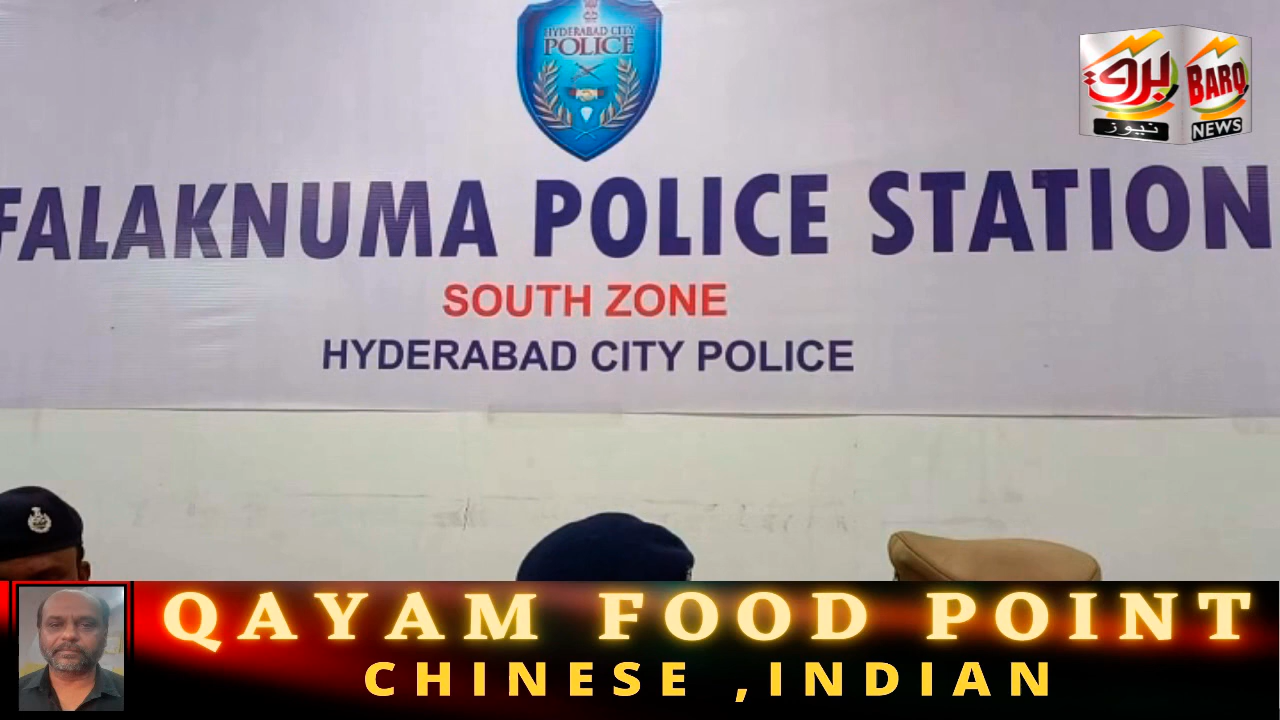 HYDERABAD CITY
POLICE
برق
نیوز
BARQ
NEWS
FALAKNUMA POLICE STATION
SOUTH ZONE
HYDERABAD CITY POLICE
QAYAM FOOD POINT
CHINESE ,INDIAN